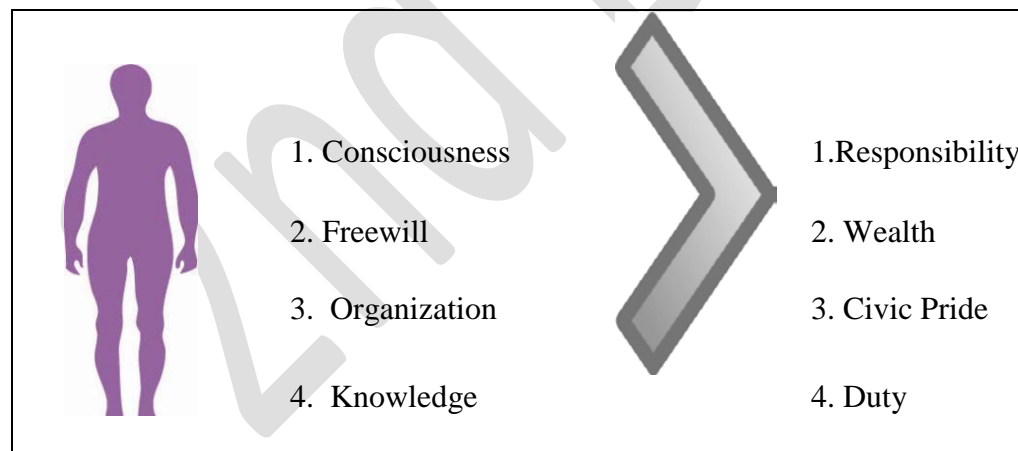 1. Consciousness
2. Freewill
3. Organization
4. Knowledge
1.Responsibility
2. Wealth
3. Civic Pride
4. Duty